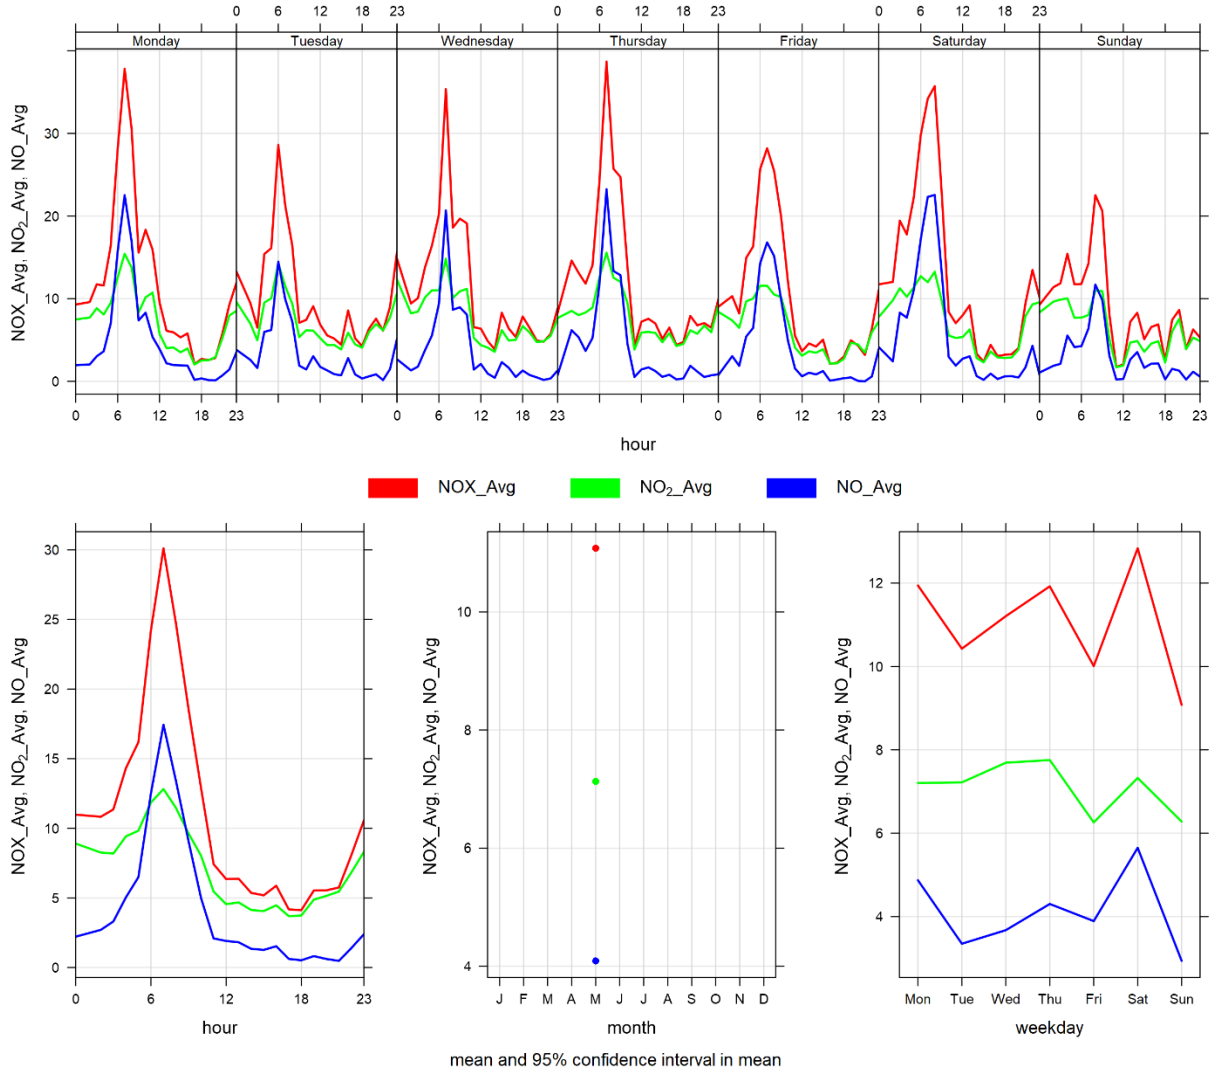 0 6 12 18 23 0 6 12 18 23 0 6 12 18 23
Monday Tuesday Wednesday Thursday Friday Saturday Sunday
NOX_Avg, NO₂_Avg, NO_Avg
30
20
10
0
0 6 12 18 23 0 6 12 18 23 0 6 12 18 23 0 6 12 18 23
hour
NOX_Avg NO₂_Avg NO_Avg
NOX_Avg, NO₂_Avg, NO_Avg
30
25
20
15
10
5
0
0 6 12 18 23
hour
NOX_Avg, NO₂_Avg, NO_Avg
10
8
6
4
J F M A M J J A S O N D
month
NOX_Avg, NO₂_Avg, NO_Avg
12
10
8
6
4
Mon Tue Wed Thu Fri Sat Sun
weekday
mean and 95% confidence interval in mean